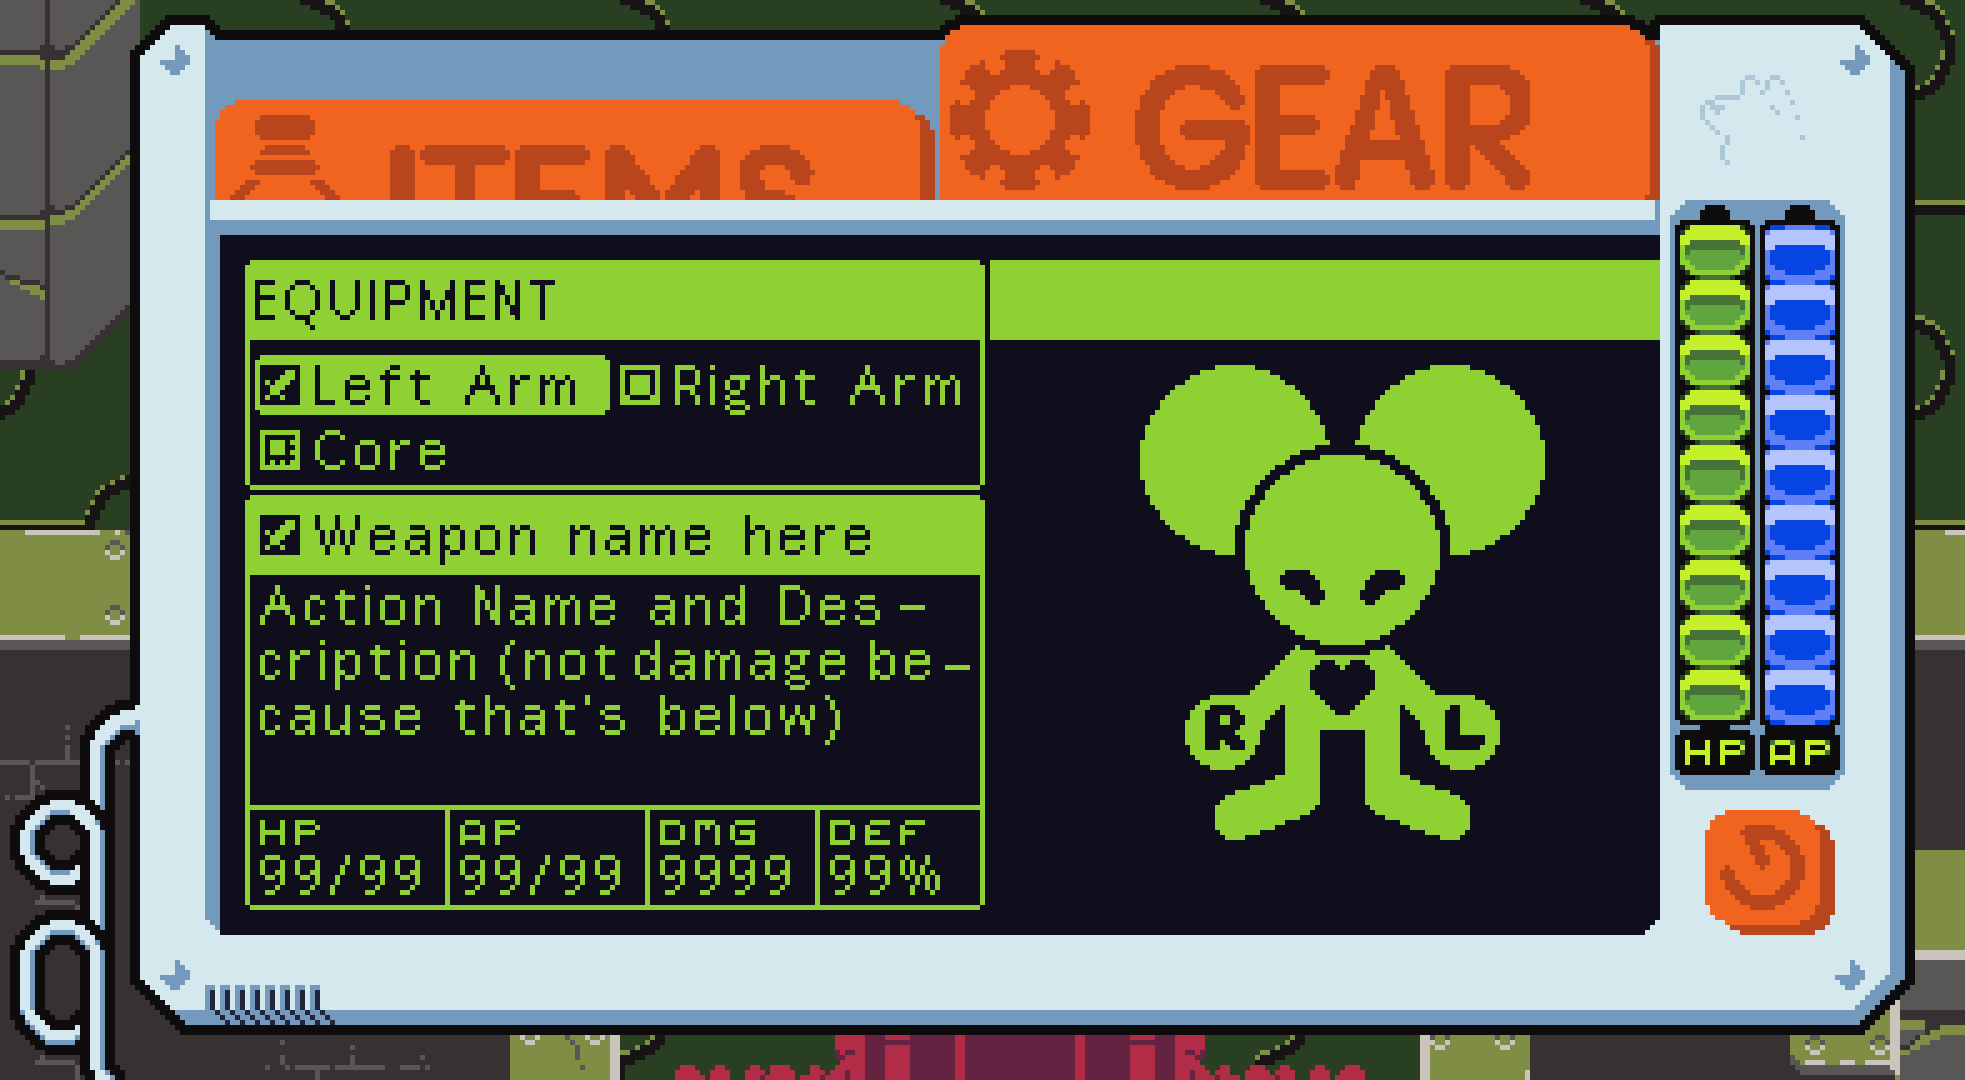 ITEMS
GEAR
EQUIPMENT
Left Arm
Right Arm
Core
Weapon name here
Action Name and Des-
cription (not damage be-
cause that's below)
HP
99/99
AP
99/99
DMG
9999
DEF
99%
R
L
HP
AP